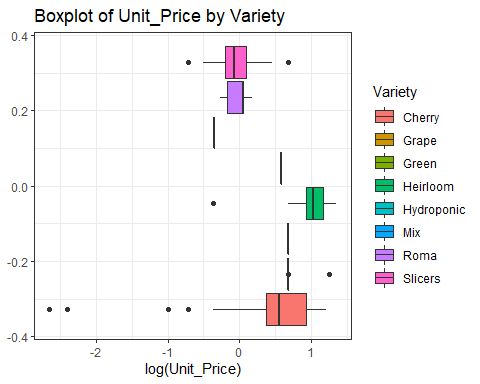 Boxplot of Unit_Price by Variety
0.4
0.2
0.0
-0.2
-0.4
-2
-1
0
1
log(Unit_Price)
Variety
Cherry
Grape
Green
Heirloom
Hydroponic
Mix
Roma
Slicers